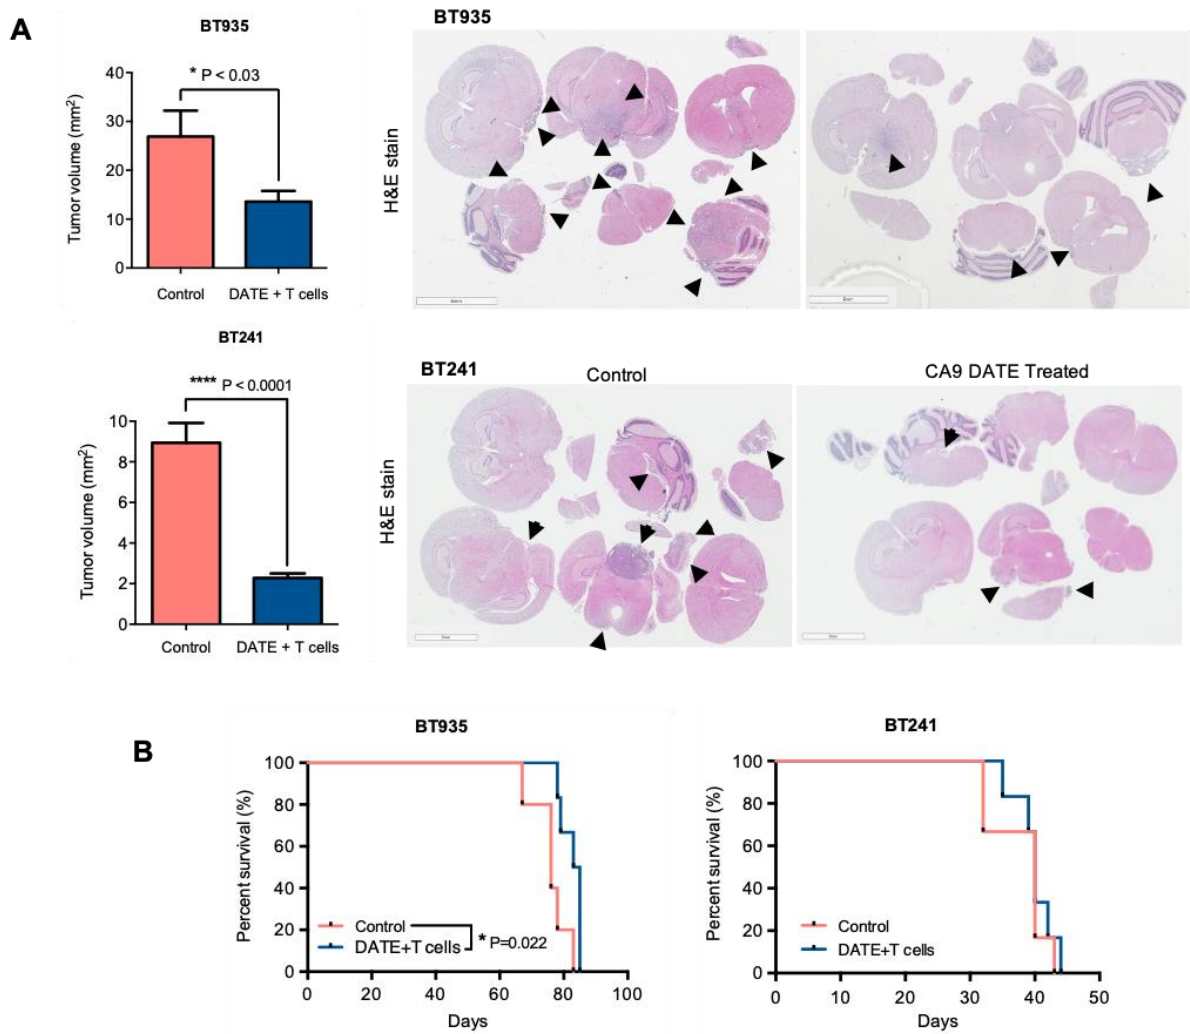 A
BT935
* P < 0.03
Tumor volume (mm²)
40
30
20
10
0
Control
DATE + T cells
BT935
H&E stain
BT241
**** P < 0.0001
Tumor volume (mm²)
10
8
6
4
2
0
Control
DATE + T cells
BT241
Control
CA9 DATE Treated
H&E stain
B
BT935
Percent survival (%)
100
80
60
40
20
0
Control
DATE+T cells
* P=0.022
0 20 40 60 80 100
Days
BT241
Percent survival (%)
100
80
60
40
20
0
Control
DATE+T cells
0 10 20 30 40 50
Days